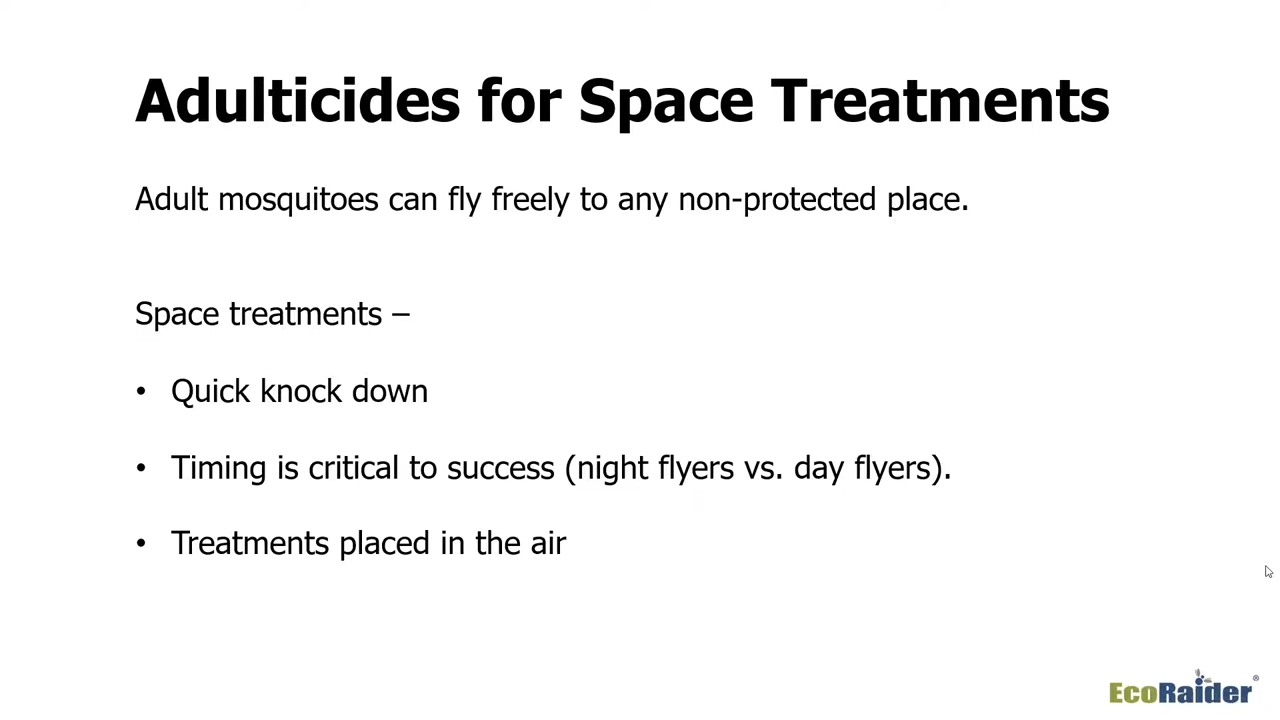 Adulticides for Space Treatments
Adult mosquitoes can fly freely to any non-protected place.
Space treatments –
• Quick knock down
• Timing is critical to success (night flyers vs. day flyers).
• Treatments placed in the air
EcoRaider®